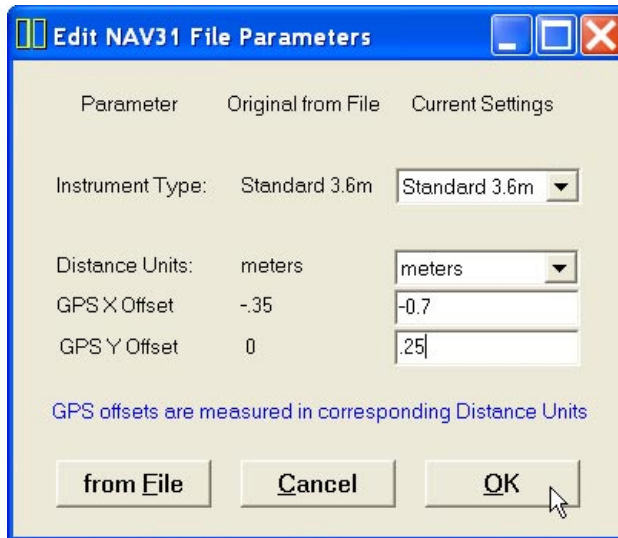 Edit NAV31 File Parameters
Parameter Original from File Current Settings
Instrument Type: Standard 3.6m Standard 3.6m
Distance Units: meters meters
GPS X Offset -.35 -0.7
GPS Y Offset 0 .25
GPS offsets are measured in corresponding Distance Units
from File Cancel OK